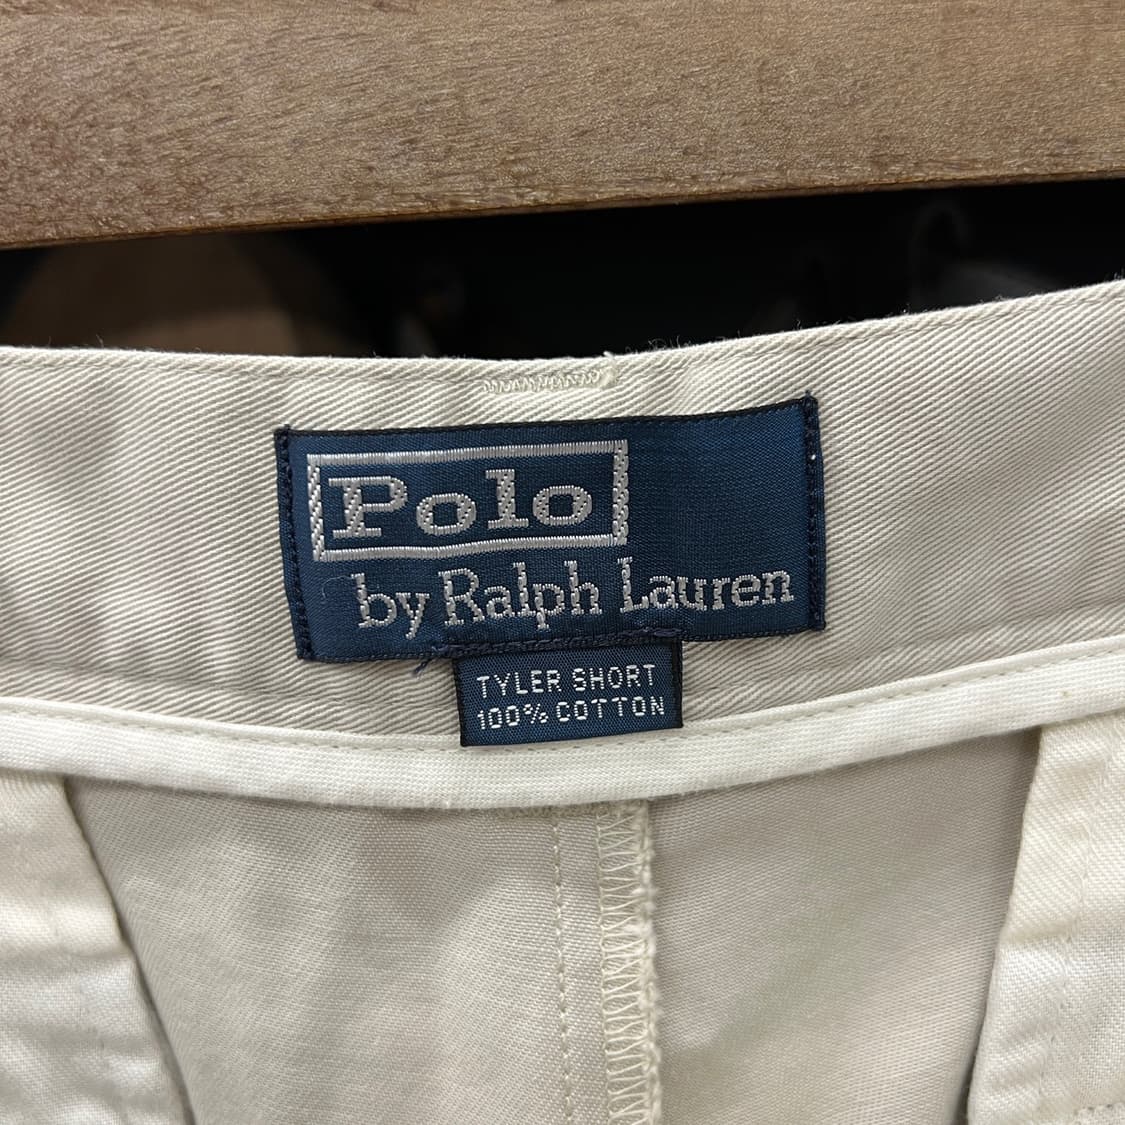 Polo
by Ralph Lauren
TYLER SHORT
100% COTTON